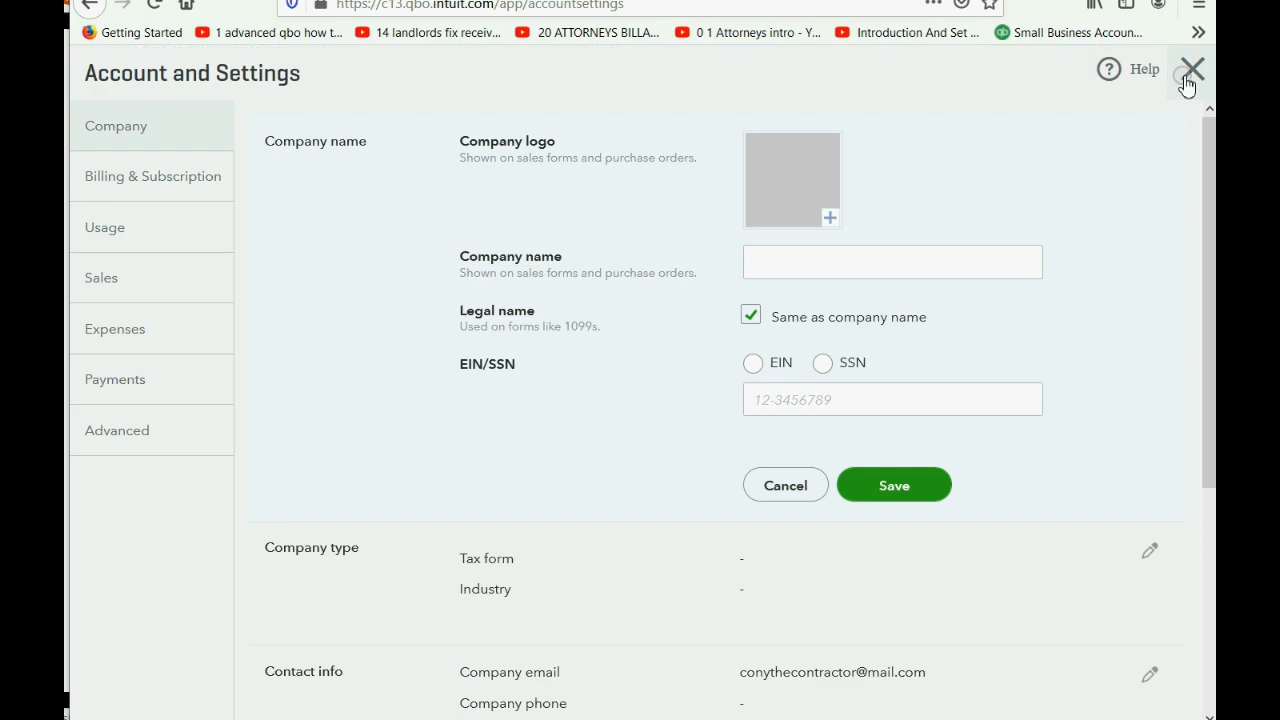 https://c13.qbo.intuit.com/app/accountsettings
Getting Started
1 advanced qbo how t...
14 landlords fix receiv...
20 ATTORNEYS BILLA...
0 1 Attorneys intro - Y...
Introduction And Set ...
Small Business Accoun...
Account and Settings
Help
Company
Billing & Subscription
Usage
Sales
Expenses
Payments
Advanced
Company name
Company logo
Shown on sales forms and purchase orders.
Company name
Shown on sales forms and purchase orders.
Legal name
Used on forms like 1099s.
Same as company name
EIN/SSN
EIN
SSN
12-3456789
Cancel
Save
Company type
Tax form
-
Industry
-
Contact info
Company email
conythecontractor@mail.com
Company phone
-